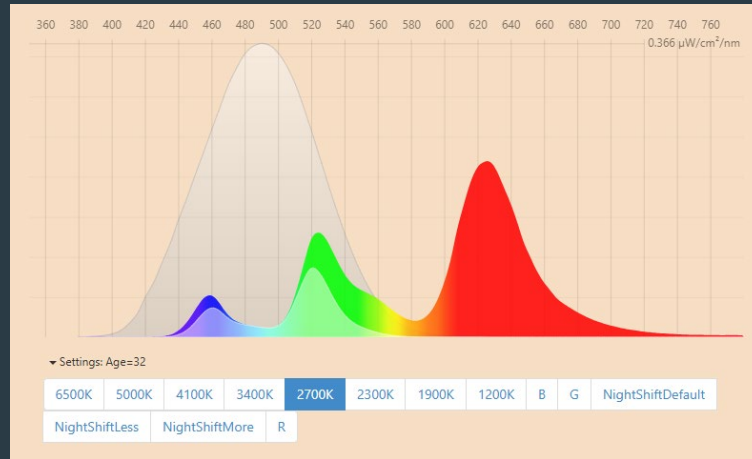 360 380 400 420 440 460 480 500 520 540 560 580 600 620 640 660 680 700 720 740 760
0.366 μW/cm²/nm
Settings: Age=32
6500K 5000K 4100K 3400K 2700K 2300K 1900K 1200K B G NightShiftDefault
NightShiftLess NightShiftMore R